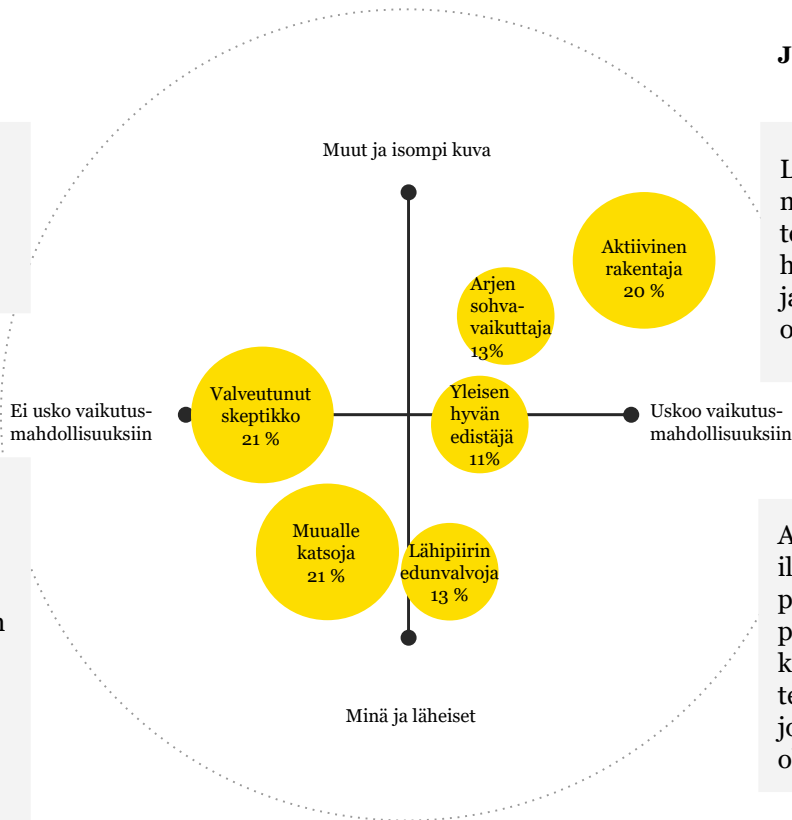 Muut ja isompi kuva
Aktiivinen
rakentaja
20 %
Arjen
sohva-
vaikuttaja
13%
Valveutunut
skeptikko
21 %
Yleisen
hyvän
edistäjä
11%
Ei usko vaikutus-
mahdollisuuksiin
Uskoo vaikutus-
mahdollisuuksiin
Muualle
katsoja
21 %
Lähipiirin
edunvalvoja
13 %
Minä ja läheiset